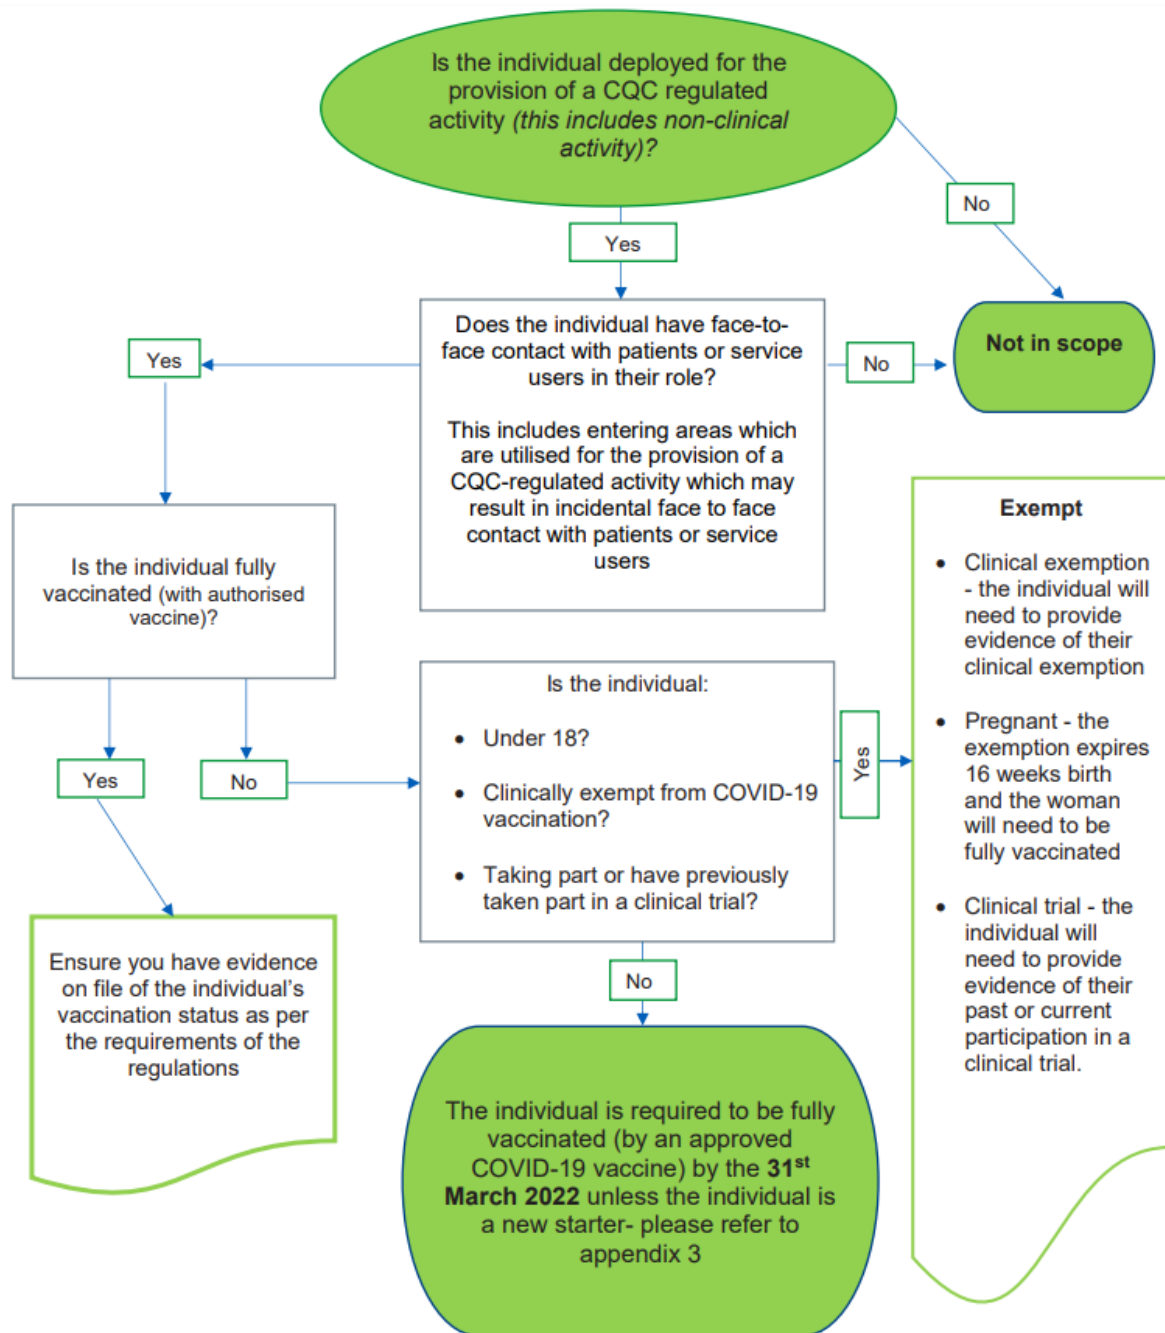 Is the individual deployed for the
provision of a CQC regulated
activity (this includes non-clinical
activity)?
No
Yes
Does the individual have face-to-
face contact with patients or service
users in their role?
This includes entering areas which
are utilised for the provision of a
CQC-regulated activity which may
result in incidental face to face
contact with patients or service
users
Yes
No
Not in scope
Is the individual fully
vaccinated (with authorised
vaccine)?
Yes
No
Is the individual:
• Under 18?
• Clinically exempt from COVID-19
vaccination?
• Taking part or have previously
taken part in a clinical trial?
Yes
Exempt
• Clinical exemption
- the individual will
need to provide
evidence of their
clinical exemption
• Pregnant - the
exemption expires
16 weeks birth
and the woman
will need to be
fully vaccinated
• Clinical trial - the
individual will
need to provide
evidence of their
past or current
participation in a
clinical trial.
Ensure you have evidence
on file of the individual’s
vaccination status as per
the requirements of the
regulations
No
The individual is required to be fully
vaccinated (by an approved
COVID-19 vaccine) by the 31st
March 2022 unless the individual is
a new starter- please refer to
appendix 3